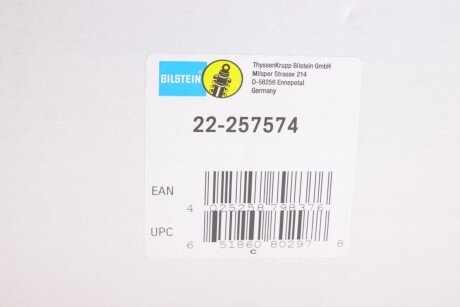 BILSTEIN
ThyssenKrupp Bilstein GmbH
Milsper Strasse 214
D-58256 Ennepetal
Germany
22-257574
EAN
4 025258 798376
UPC
6 51860 80297 8
©